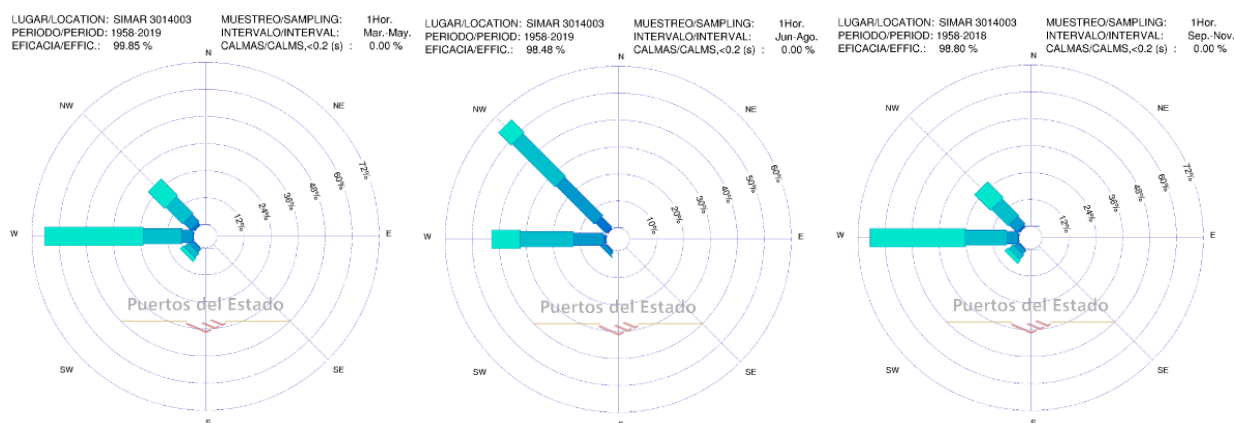 LUGAR/LOCATION: SIMAR 3014003 MUESTREO/SAMPLING: 1Hor.
PERIODO/PERIOD: 1958-2019 INTERVALO/INTERVAL: Mar.-May.
EFICACIA/EFFIC.: 99.85 % CALMAS/CALMS,<0.2 (s) : 0.00 %
N
NW
NE
72%
60%
48%
36%
24%
12%
W
E
Puertos del Estado
SW
SE
S
LUGAR/LOCATION: SIMAR 3014003 MUESTREO/SAMPLING: 1Hor.
PERIODO/PERIOD: 1958-2019 INTERVALO/INTERVAL: Jun-Ago.
EFICACIA/EFFIC.: 98.48 % CALMAS/CALMS,<0.2 (s) : 0.00 %
N
NW
NE
60%
50%
40%
30%
20%
10%
W
E
Puertos del Estado
SW
SE
LUGAR/LOCATION: SIMAR 3014003 MUESTREO/SAMPLING: 1Hor.
PERIODO/PERIOD: 1958-2018 INTERVALO/INTERVAL: Sep.-Nov.
EFICACIA/EFFIC.: 98.80 % CALMAS/CALMS,<0.2 (s) : 0.00 %
N
NW
NE
72%
60%
48%
36%
24%
12%
W
E
Puertos del Estado
SW
SE
S